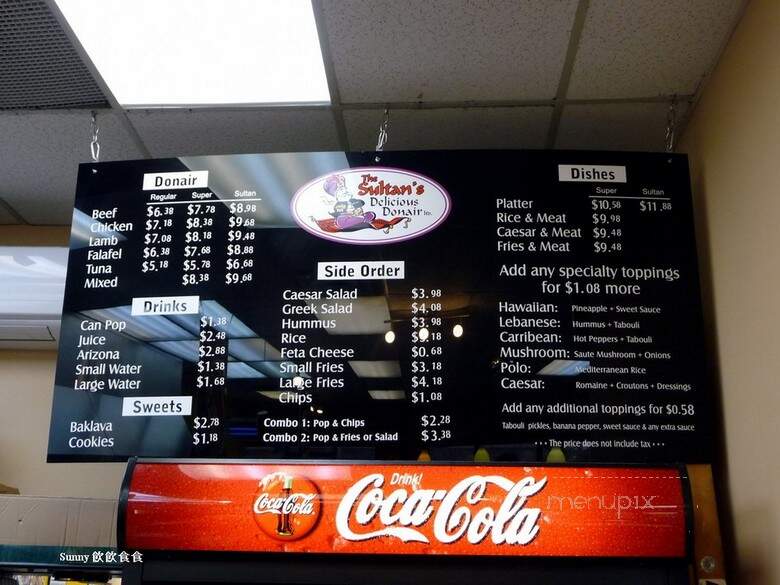 Donair
Regular Super Sultan
Beef $6.38 $7.78 $8.98
Chicken $7.18 $8.38 $9.68
Lamb $7.08 $8.18 $9.48
Falafel $6.38 $7.68 $8.88
Tuna $5.18 $5.78 $6.68
Mixed $8.38 $9.68
Drinks
Can Pop $1.38
Juice $2.48
Arizona $2.88
Small Water $1.38
Large Water $1.68
Sweets
Baklava $2.78
Cookies $1.18
The
Sultan's
Delicious
Donair ltd.
Side Order
Caesar Salad $3.98
Greek Salad $4.08
Hummus $3.98
Rice
Feta Cheese $0.68
Small Fries $3.18
Large Fries $4.18
Chips $1.08
Combo 1: Pop & Chips $2.28
Combo 2: Pop & Fries or Salad $3.38
Dishes
Super Sultan
Platter $10.58 $11.88
Rice & Meat $9.98
Caesar & Meat $9.48
Fries & Meat $9.48
Add any specialty toppings
for $1.08 more
Hawaiian: Pineapple + Sweet Sauce
Lebanese: Hummus + Tabouli
Carribean: Hot Peppers + Tabouli
Mushroom: Saute Mushroom + Onions
Polo: Mediterranean Rice
Caesar: Romaine + Croutons + Dressings
Add any additional toppings for $0.58
Tabouli pickles, banana pepper, sweet sauce & any extra sauce
• • • The price does not include tax • • •
Drink!
Coca-Cola
Coca-Cola
menupix
Sunny 飲飲食食